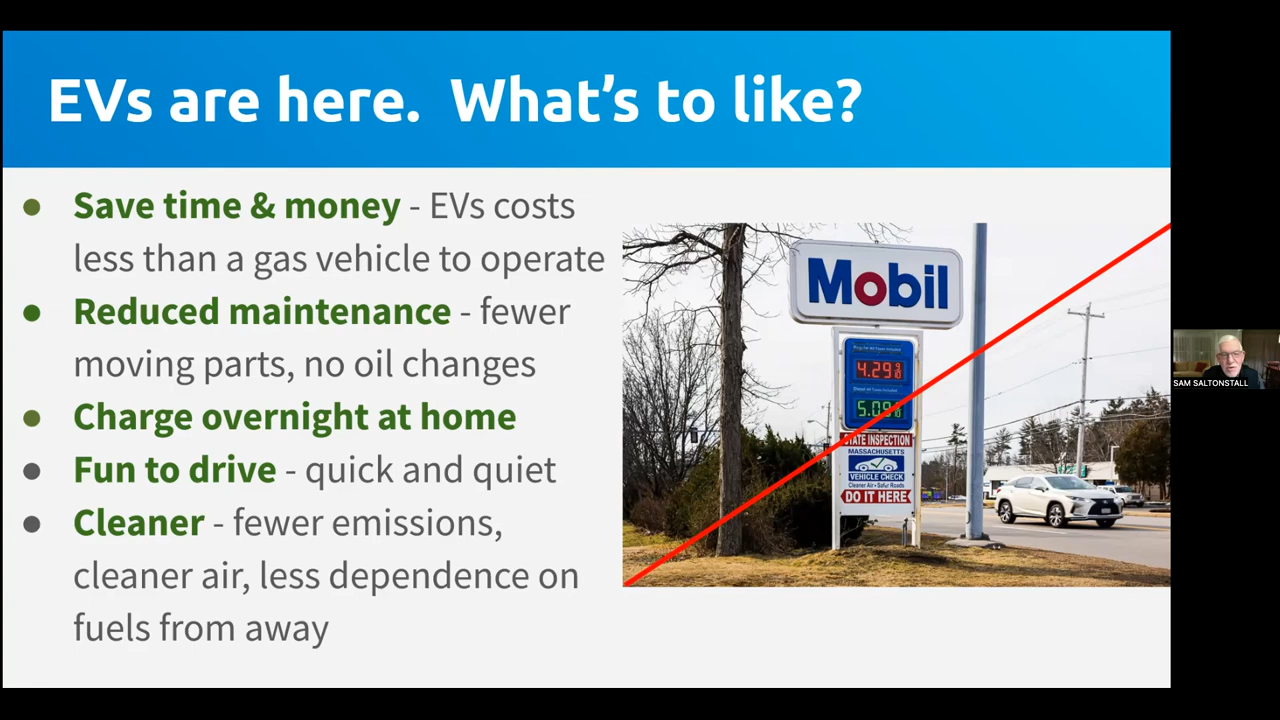 EVs are here. What's to like?
Save time & money - EVs costs
less than a gas vehicle to operate
Reduced maintenance - fewer
moving parts, no oil changes
Charge overnight at home
Fun to drive - quick and quiet
Cleaner - fewer emissions,
cleaner air, less dependence on
fuels from away
Mobil
4.29 9
5.09
STATE INSPECTION
MASSACHUSETTS
VEHICLE CHECK
Cleaner Air • Safer Roads
DO IT HERE
SAM SALTONSTALL